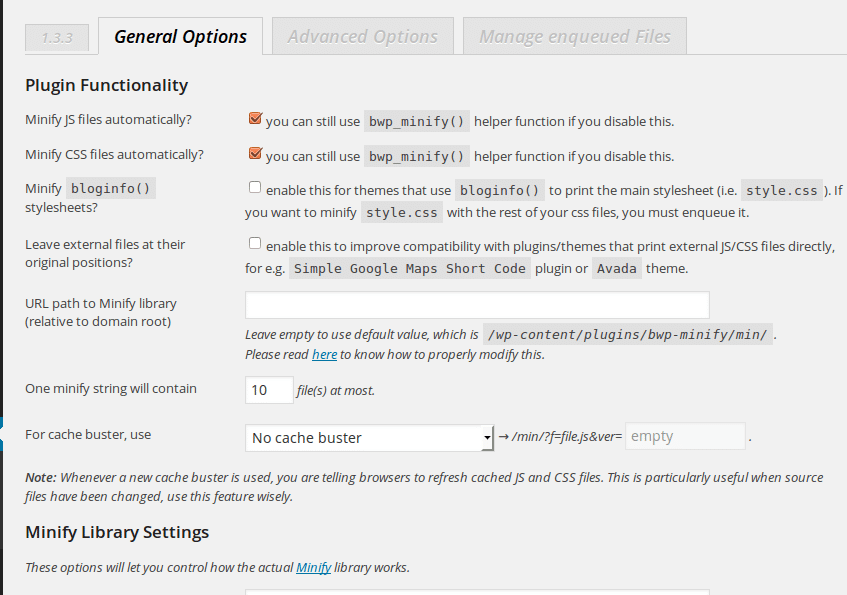 1.3.3 General Options Advanced Options Manage enqueued Files
Plugin Functionality
Minify JS files automatically? you can still use bwp_minify() helper function if you disable this.
Minify CSS files automatically? you can still use bwp_minify() helper function if you disable this.
Minify bloginfo() stylesheets? enable this for themes that use bloginfo() to print the main stylesheet (i.e. style.css ). If
you want to minify style.css with the rest of your css files, you must enqueue it.
Leave external files at their
original positions?
enable this to improve compatibility with plugins/themes that print external JS/CSS files directly,
for e.g. Simple Google Maps Short Code plugin or Avada theme.
URL path to Minify library
(relative to domain root)
Leave empty to use default value, which is /wp-content/plugins/bwp-minify/min/ .
Please read here to know how to properly modify this.
One minify string will contain 10 file(s) at most.
For cache buster, use No cache buster → /min/?f=file.js&ver= empty .
Note: Whenever a new cache buster is used, you are telling browsers to refresh cached JS and CSS files. This is particularly useful when source
files have been changed, use this feature wisely.
Minify Library Settings
These options will let you control how the actual Minify library works.